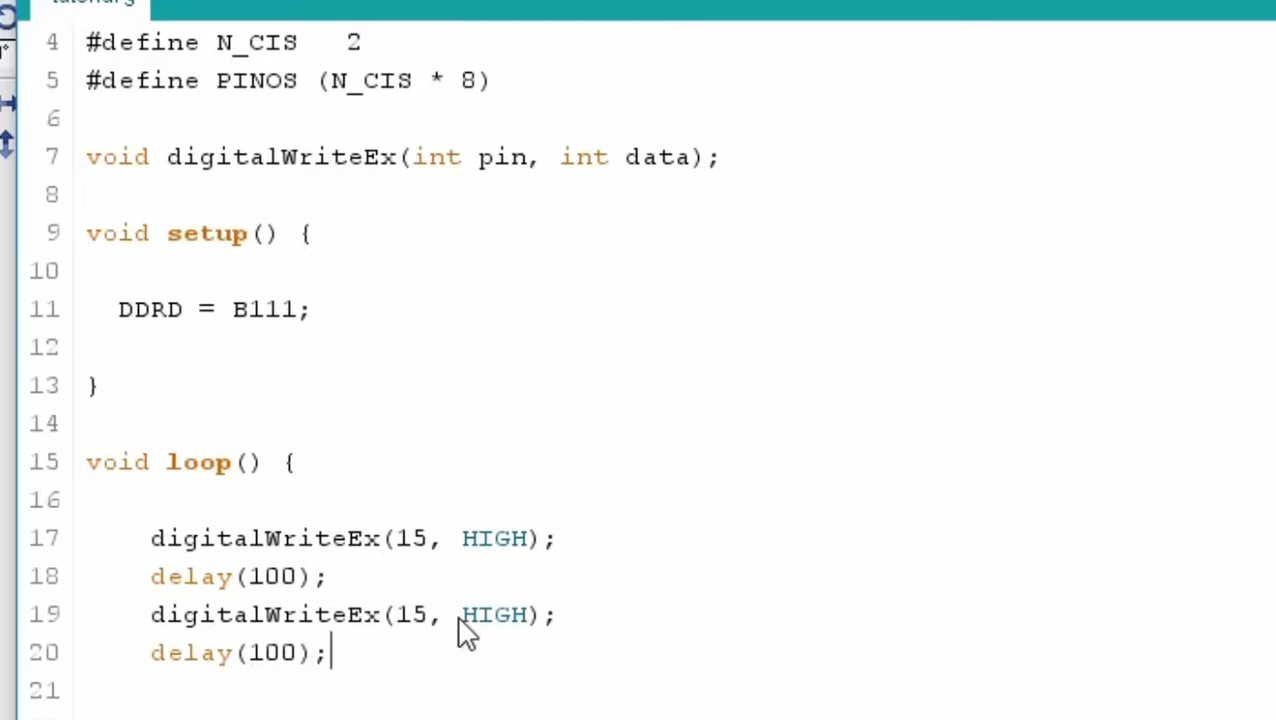 4 #define N_CIS   2
5 #define PINOS (N_CIS * 8)
6
7 void digitalWriteEx(int pin, int data);
8
9 void setup() {
10
11   DDRD = B111;
12
13 }
14
15 void loop() {
16
17     digitalWriteEx(15, HIGH);
18     delay(100);
19     digitalWriteEx(15, HIGH);
20     delay(100);
21